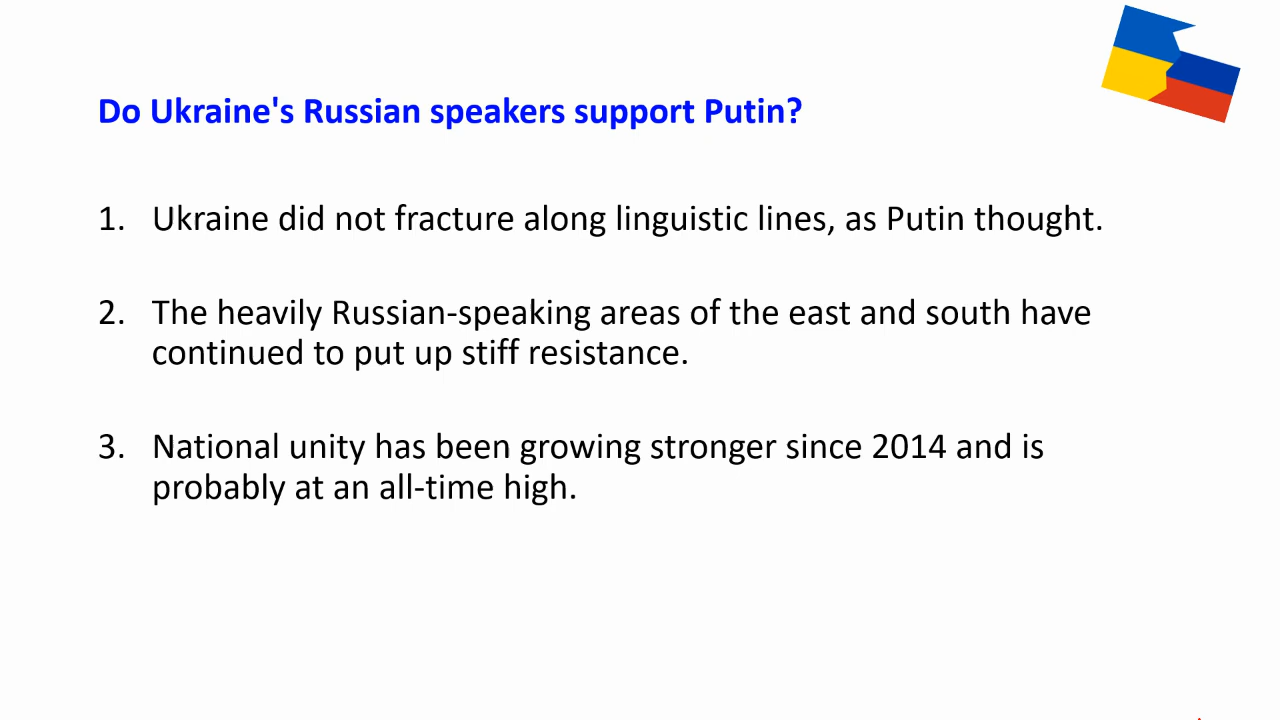 Do Ukraine's Russian speakers support Putin?
1. Ukraine did not fracture along linguistic lines, as Putin thought.
2. The heavily Russian-speaking areas of the east and south have
continued to put up stiff resistance.
3. National unity has been growing stronger since 2014 and is
probably at an all-time high.